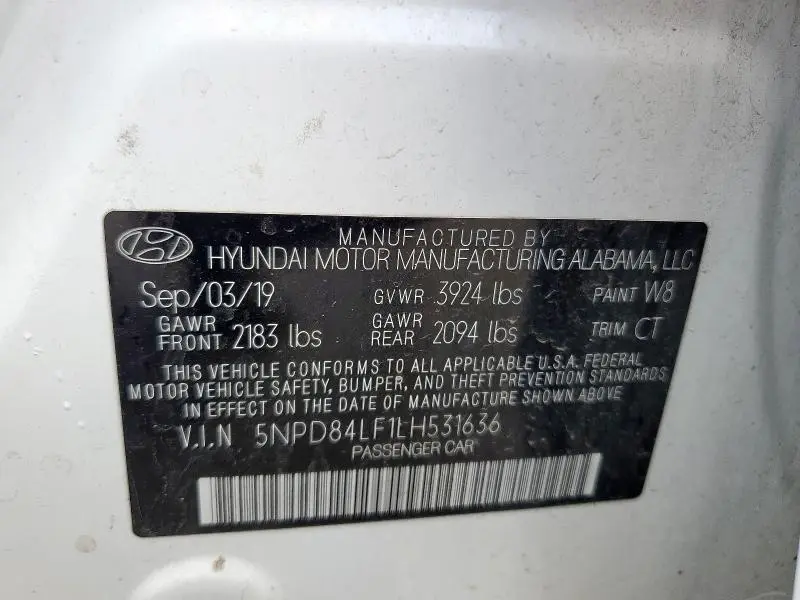 MANUFACTURED BY
HYUNDAI MOTOR MANUFACTURING ALABAMA, LLC
Sep/03/19 GVWR 3924 lbs PAINT W8
GAWR FRONT 2183 lbs GAWR REAR 2094 lbs TRIM CT
THIS VEHICLE CONFORMS TO ALL APPLICABLE U.S.A. FEDERAL
MOTOR VEHICLE SAFETY, BUMPER, AND THEFT PREVENTION STANDARDS
IN EFFECT ON THE DATE OF MANUFACTURE SHOWN ABOVE
V.I.N 5NPD84LF1LH531636
PASSENGER CAR